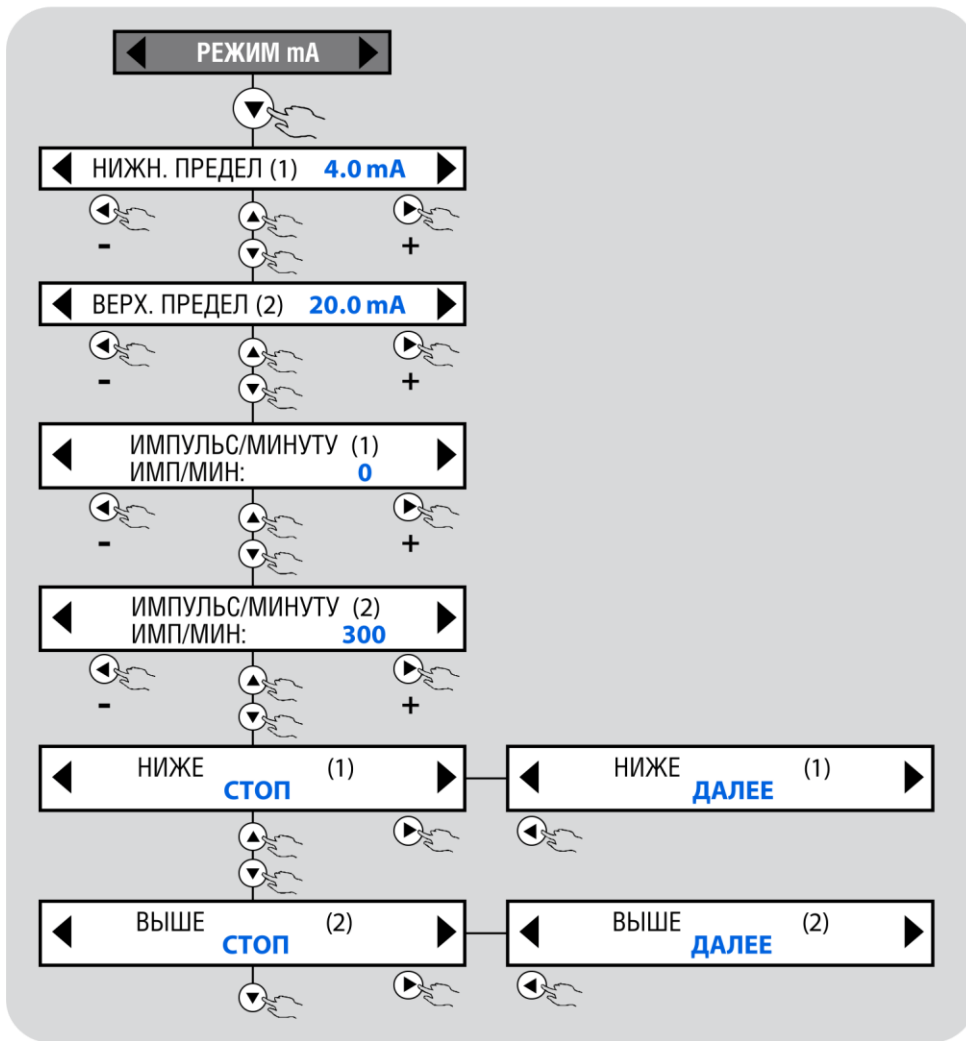 РЕЖИМ mA
НИЖН. ПРЕДЕЛ (1) 4.0 mA
- +
ВЕРХ. ПРЕДЕЛ (2) 20.0 mA
- +
ИМПУЛЬС/МИНУТУ (1)
ИМП/МИН: 0
- +
ИМПУЛЬС/МИНУТУ (2)
ИМП/МИН: 300
- +
НИЖЕ (1)
СТОП
НИЖЕ (1)
ДАЛЕЕ
ВЫШЕ (2)
СТОП
ВЫШЕ (2)
ДАЛЕЕ